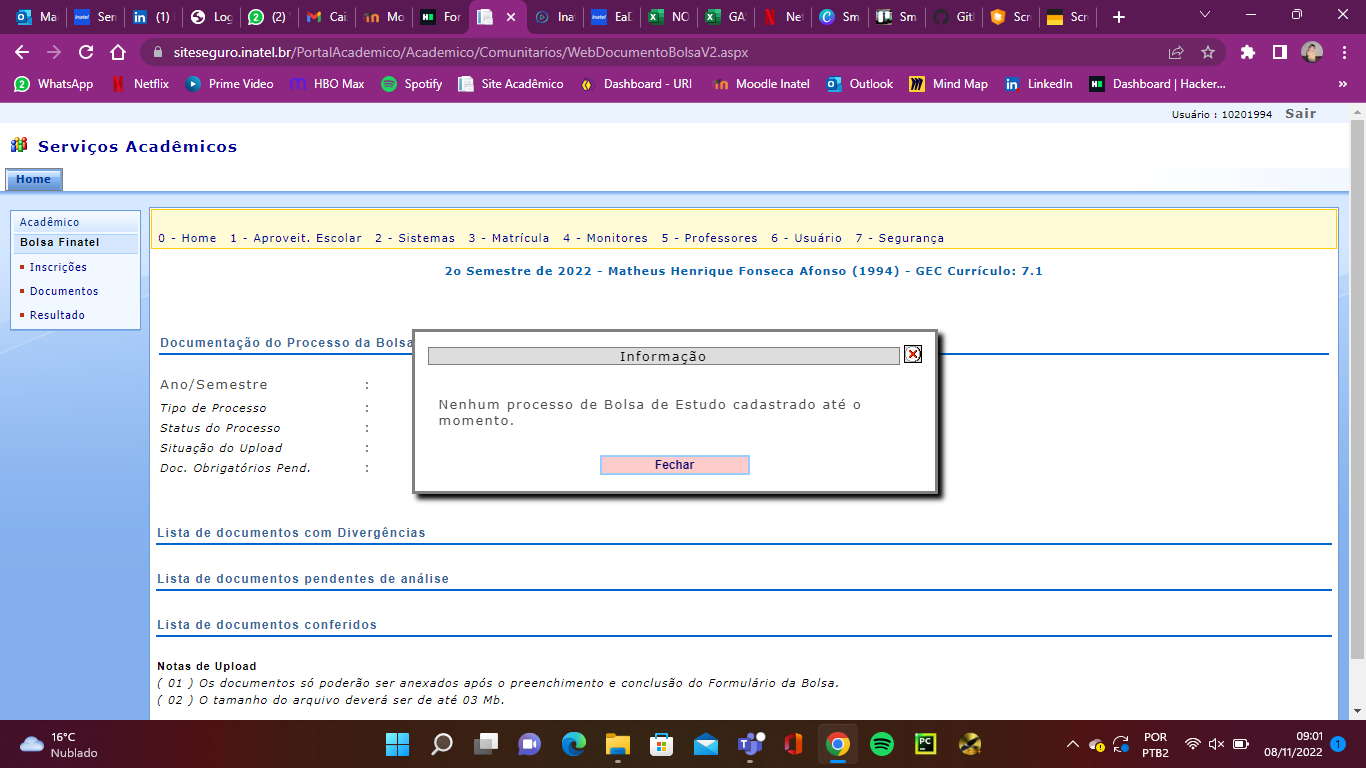 Mai
Sen
(1)
Log
(2)
Cai
Mo
For
Ina
EaD
NO
GA
Net
Sm
Sm
Gitl
Scr
Scr
siteseguro.inatel.br/PortalAcademico/Academico/Comunitarios/WebDocumentoBolsaV2.aspx
WhatsApp
Netflix
Prime Video
HBO Max
Spotify
Site Acadêmico
Dashboard - URI
Moodle Inatel
Outlook
Mind Map
LinkedIn
Dashboard | Hacker...
Usuário : 10201994 Sair
Serviços Acadêmicos
Home
Acadêmico
Bolsa Finatel
Inscrições
Documentos
Resultado
0 - Home 1 - Aproveit. Escolar 2 - Sistemas 3 - Matrícula 4 - Monitores 5 - Professores 6 - Usuário 7 - Segurança
2o Semestre de 2022 - Matheus Henrique Fonseca Afonso (1994) - GEC Currículo: 7.1
Documentação do Processo da Bolsa
Ano/Semestre :
Tipo de Processo :
Status do Processo :
Situação do Upload :
Doc. Obrigatórios Pend. :
Informação
Nenhum processo de Bolsa de Estudo cadastrado até o
momento.
Fechar
Lista de documentos com Divergências
Lista de documentos pendentes de análise
Lista de documentos conferidos
Notas de Upload
( 01 ) Os documentos só poderão ser anexados após o preenchimento e conclusão do Formulário da Bolsa.
( 02 ) O tamanho do arquivo deverá ser de até 03 Mb.
16°C
Nublado
POR
PTB2
09:01
08/11/2022
1